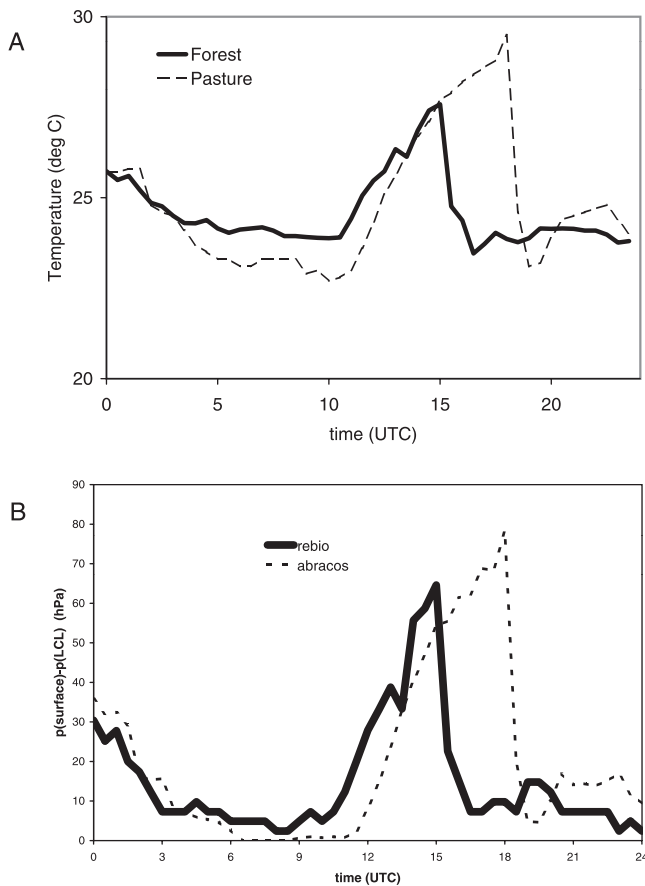 A
30
25
20
Temperature (deg C)
Forest
Pasture
0 5 10 15 20
time (UTC)
B
90
80
70
60
50
40
30
20
10
0
p(surface)-p(LCL) (hPa)
rebio
abracos
0 3 6 9 12 15 18 21 24
time (UTC)